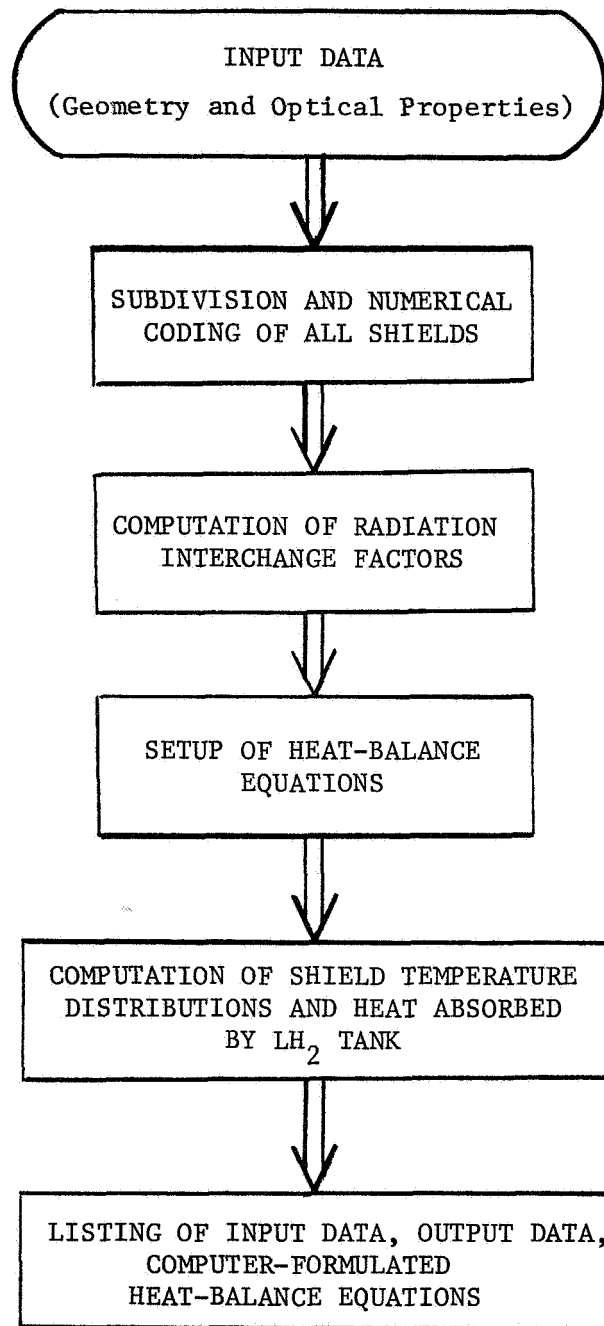 INPUT DATA
(Geometry and Optical Properties)
SUBDIVISION AND NUMERICAL
CODING OF ALL SHIELDS
COMPUTATION OF RADIATION
INTERCHANGE FACTORS
SETUP OF HEAT-BALANCE
EQUATIONS
COMPUTATION OF SHIELD TEMPERATURE
DISTRIBUTIONS AND HEAT ABSORBED
BY LH2 TANK
LISTING OF INPUT DATA, OUTPUT DATA,
COMPUTER-FORMULATED
HEAT-BALANCE EQUATIONS